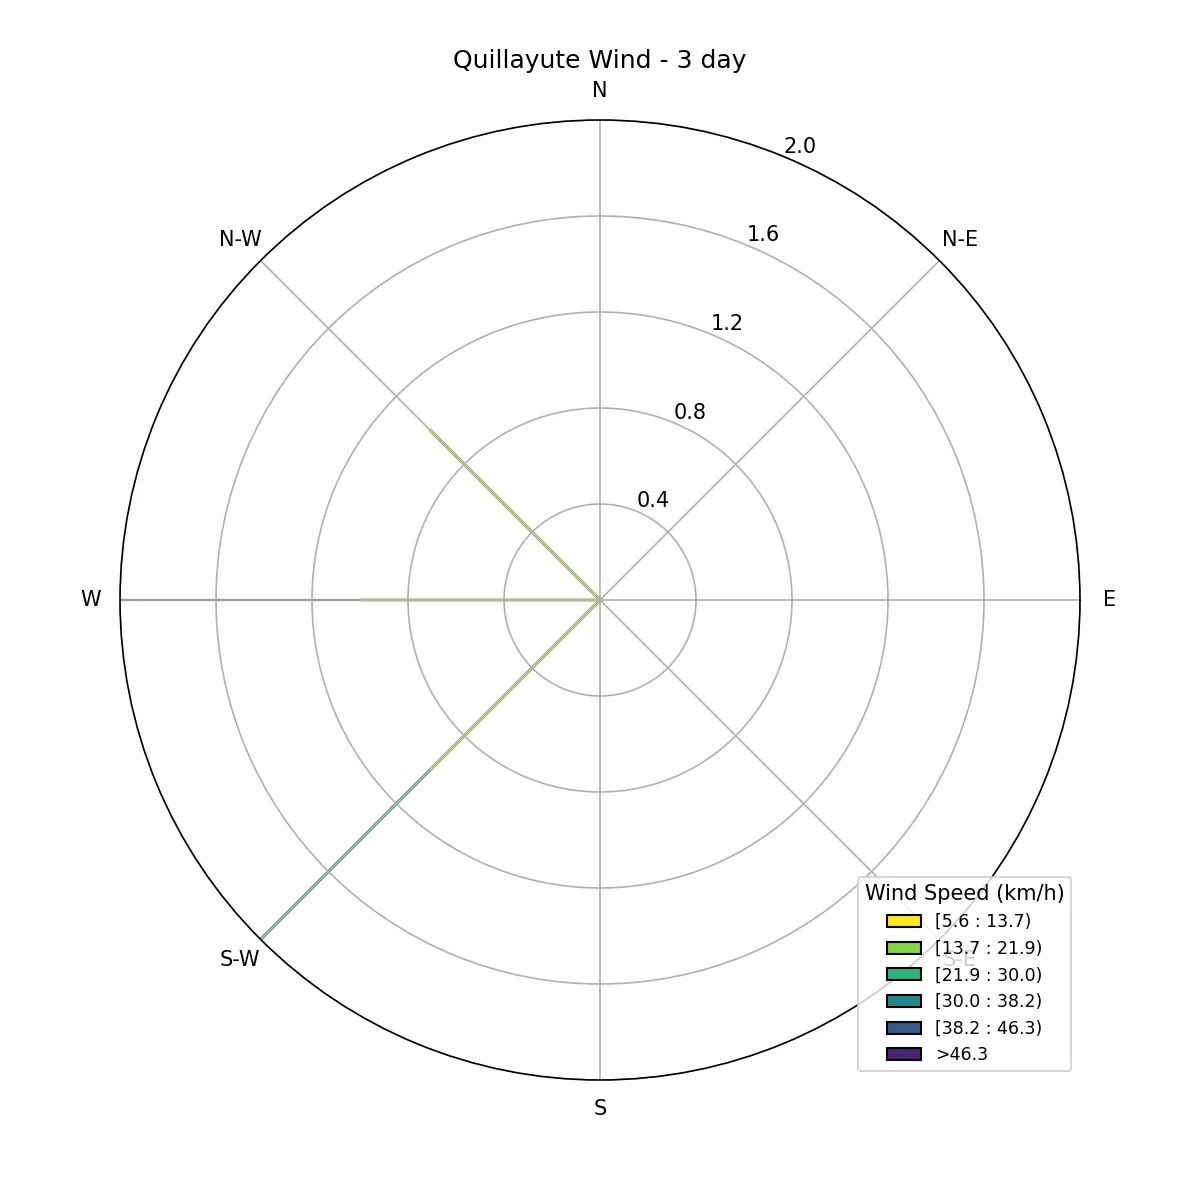 Quillayute Wind - 3 day
N
2.0
N-W
1.6
N-E
1.2
0.8
0.4
W
E
S-W
S-E
S
Wind Speed (km/h)
[5.6 : 13.7)
[13.7 : 21.9)
[21.9 : 30.0)
[30.0 : 38.2)
[38.2 : 46.3)
>46.3